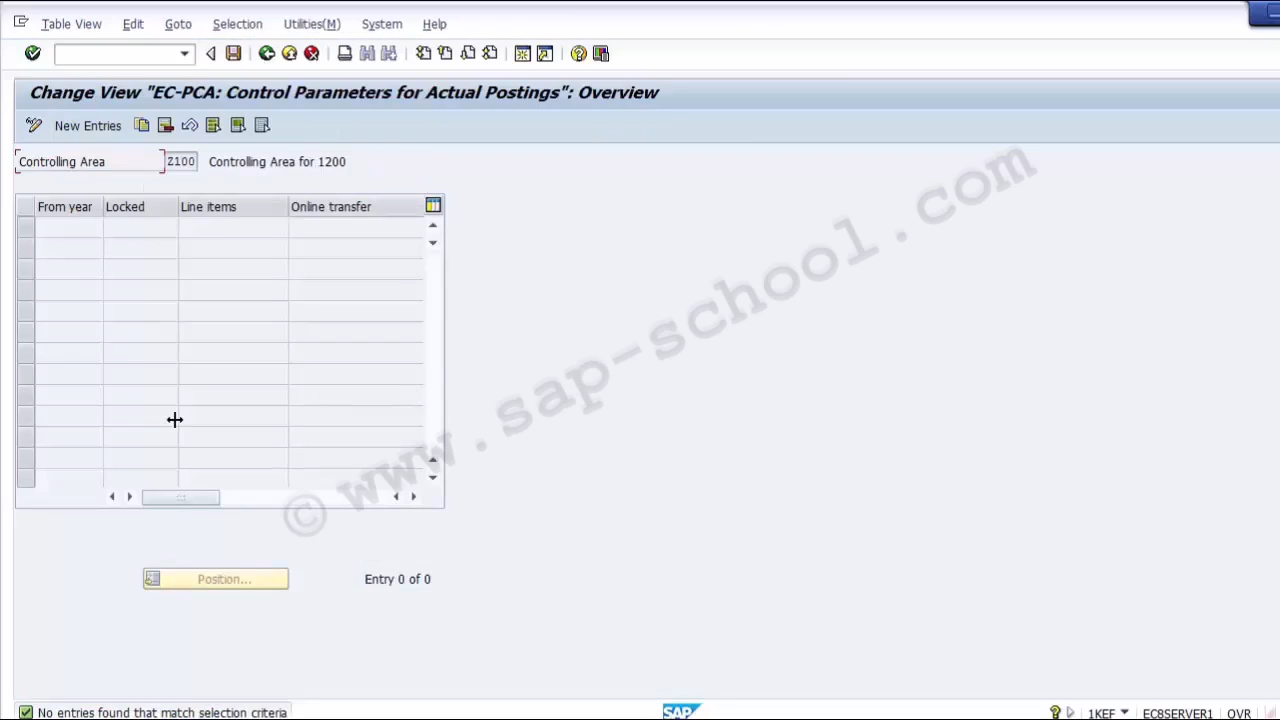 Table View Edit Goto Selection Utilities(M) System Help
Change View "EC-PCA: Control Parameters for Actual Postings": Overview
New Entries
Controlling Area Z100 Controlling Area for 1200
From year Locked Line items Online transfer
© www.sap-school.com
Position... Entry 0 of 0
No entries found that match selection criteria SAP 1KEF EC8SERVER1 OVR